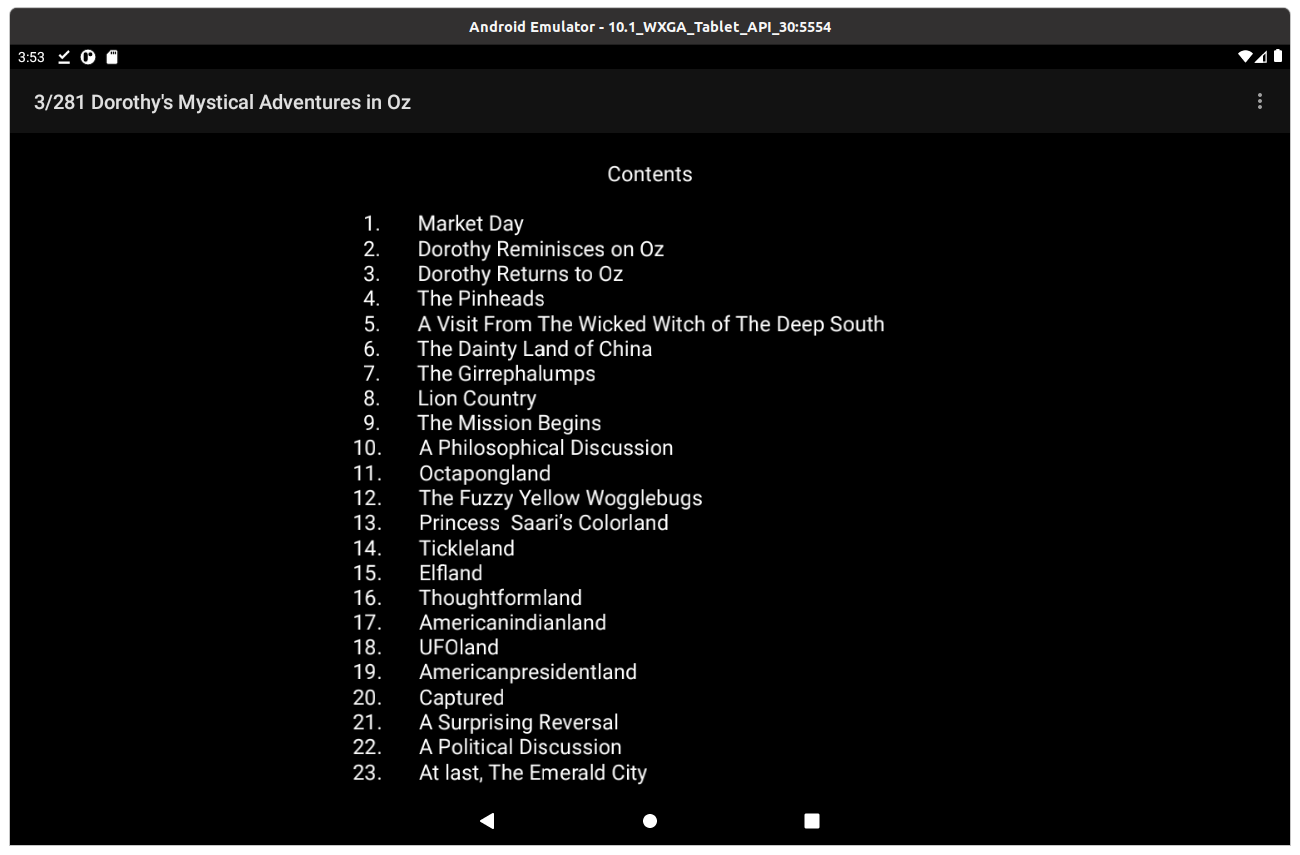 Android Emulator - 10.1_WXGA_Tablet_API_30:5554
3:53
3/281 Dorothy's Mystical Adventures in Oz
Contents
1. Market Day
2. Dorothy Reminisces on Oz
3. Dorothy Returns to Oz
4. The Pinheads
5. A Visit From The Wicked Witch of The Deep South
6. The Dainty Land of China
7. The Girrephalumps
8. Lion Country
9. The Mission Begins
10. A Philosophical Discussion
11. Octapongland
12. The Fuzzy Yellow Wogglebugs
13. Princess  Saari’s Colorland
14. Tickleland
15. Elfland
16. Thoughtformland
17. Americanindianland
18. UFOland
19. Americanpresidentland
20. Captured
21. A Surprising Reversal
22. A Political Discussion
23. At last, The Emerald City